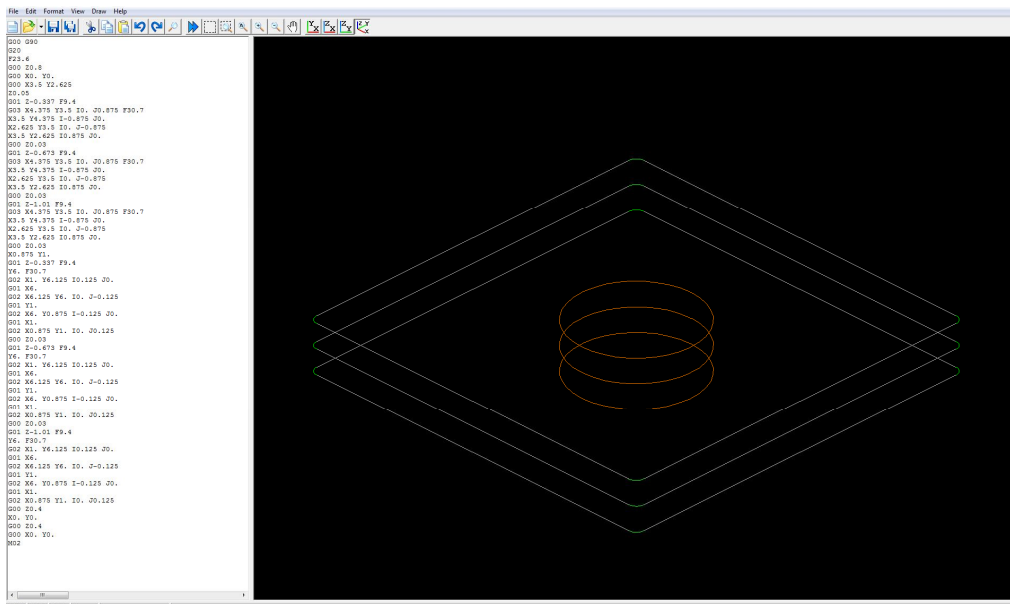 File Edit Format View Draw Help
G00 G90
G20
F23.6
G00 Z0.8
G00 X0. Y0.
G00 X3.5 Y2.625
Z0.05
G01 Z-0.337 F9.4
G03 X4.375 Y3.5 I0. J0.875 F30.7
X3.5 Y4.375 I-0.875 J0.
X2.625 Y3.5 I0. J-0.875
X3.5 Y2.625 I0.875 J0.
G00 Z0.03
G01 Z-0.673 F9.4
G03 X4.375 Y3.5 I0. J0.875 F30.7
X3.5 Y4.375 I-0.875 J0.
X2.625 Y3.5 I0. J-0.875
X3.5 Y2.625 I0.875 J0.
G00 Z0.03
G01 Z-1.01 F9.4
G03 X4.375 Y3.5 I0. J0.875 F30.7
X3.5 Y4.375 I-0.875 J0.
X2.625 Y3.5 I0. J-0.875
X3.5 Y2.625 I0.875 J0.
G00 Z0.03
X0.875 Y1.
G01 Z-0.337 F9.4
Y6. F30.7
G02 X1. Y6.125 I0.125 J0.
G01 X6.
G02 X6.125 Y6. I0. J-0.125
G01 Y1.
G02 X6. Y0.875 I-0.125 J0.
G01 X1.
G02 X0.875 Y1. I0. J0.125
G00 Z0.03
G01 Z-0.673 F9.4
Y6. F30.7
G02 X1. Y6.125 I0.125 J0.
G01 X6.
G02 X6.125 Y6. I0. J-0.125
G01 Y1.
G02 X6. Y0.875 I-0.125 J0.
G01 X1.
G02 X0.875 Y1. I0. J0.125
G00 Z0.03
G01 Z-1.01 F9.4
Y6. F30.7
G02 X1. Y6.125 I0.125 J0.
G01 X6.
G02 X6.125 Y6. I0. J-0.125
G01 Y1.
G02 X6. Y0.875 I-0.125 J0.
G01 X1.
G02 X0.875 Y1. I0. J0.125
G00 Z0.4
X0. Y0.
G00 Z0.4
G00 X0. Y0.
M02